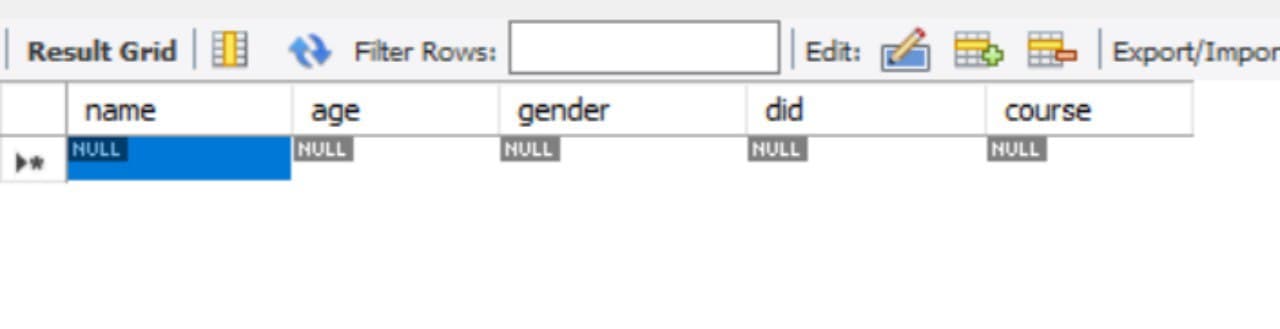 Result Grid Filter Rows: Edit: Export/Impor
name age gender did course
NULL NULL NULL NULL NULL